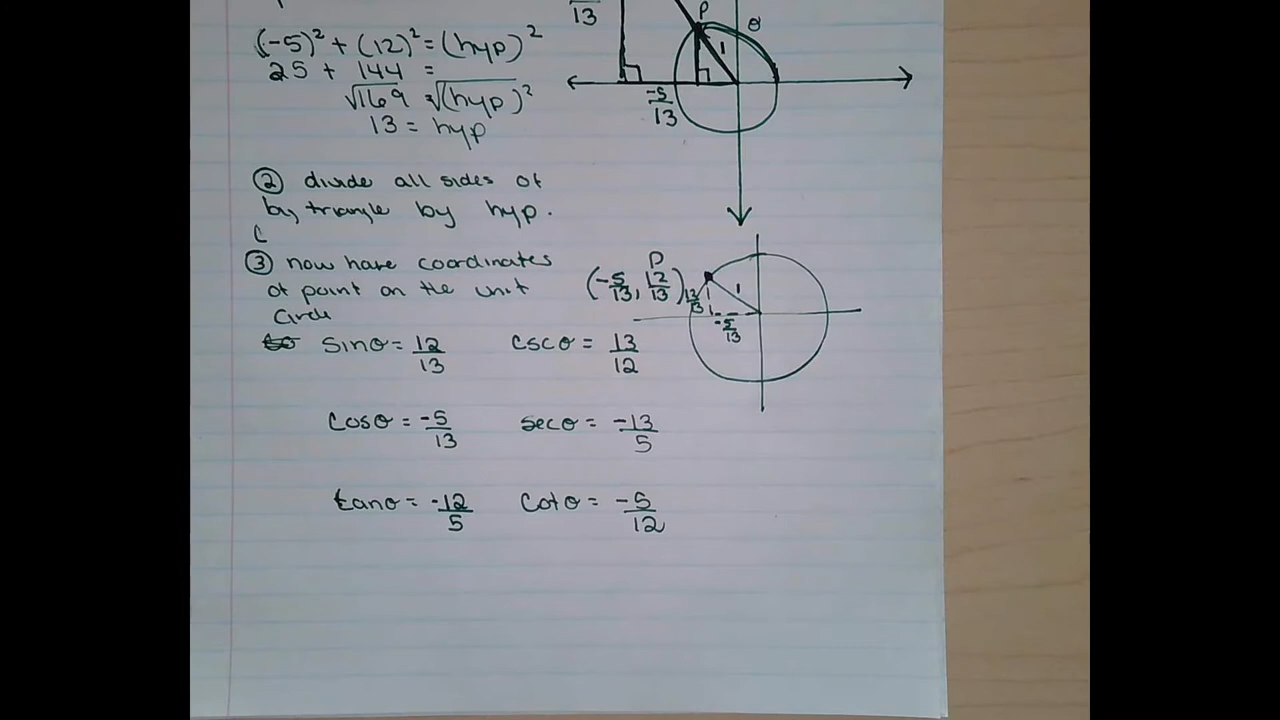 13
P
θ
1
(-5)² + (12)² = (hyp)²
25 + 144 =
√169 √(hyp)²
13 = hyp
-5/13
② divide all sides of
big triangle by hyp.
③ now have coordinates
of point on the unit
circle
P
(-5/13, 12/13)
12/13
1
-5/13
sinθ = 12/13 cscθ = 13/12
cosθ = -5/13 secθ = -13/5
tanθ = -12/5 cotθ = -5/12